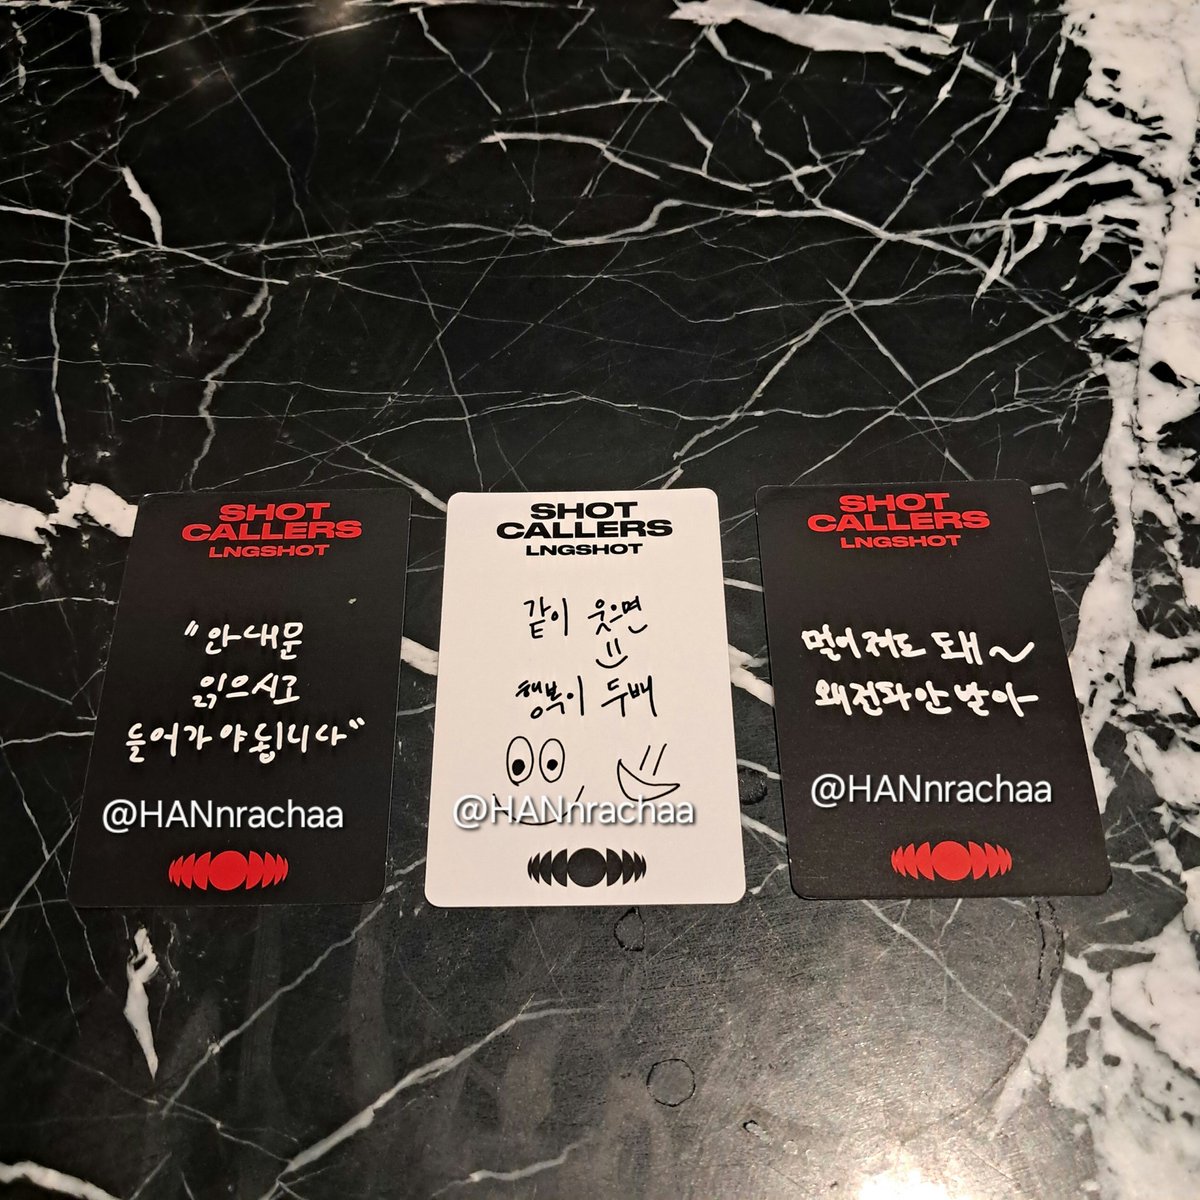 SHOT
CALLERS
LNGSHOT
"안내문
읽으시고
들어가야됩니다"
@HANnrachaa
SHOT
CALLERS
LNGSHOT
같이 웃으면
행복이 두배
@HANnrachaa
SHOT
CALLERS
LNGSHOT
멀어져도 돼~
왜전화안받아
@HANnrachaa